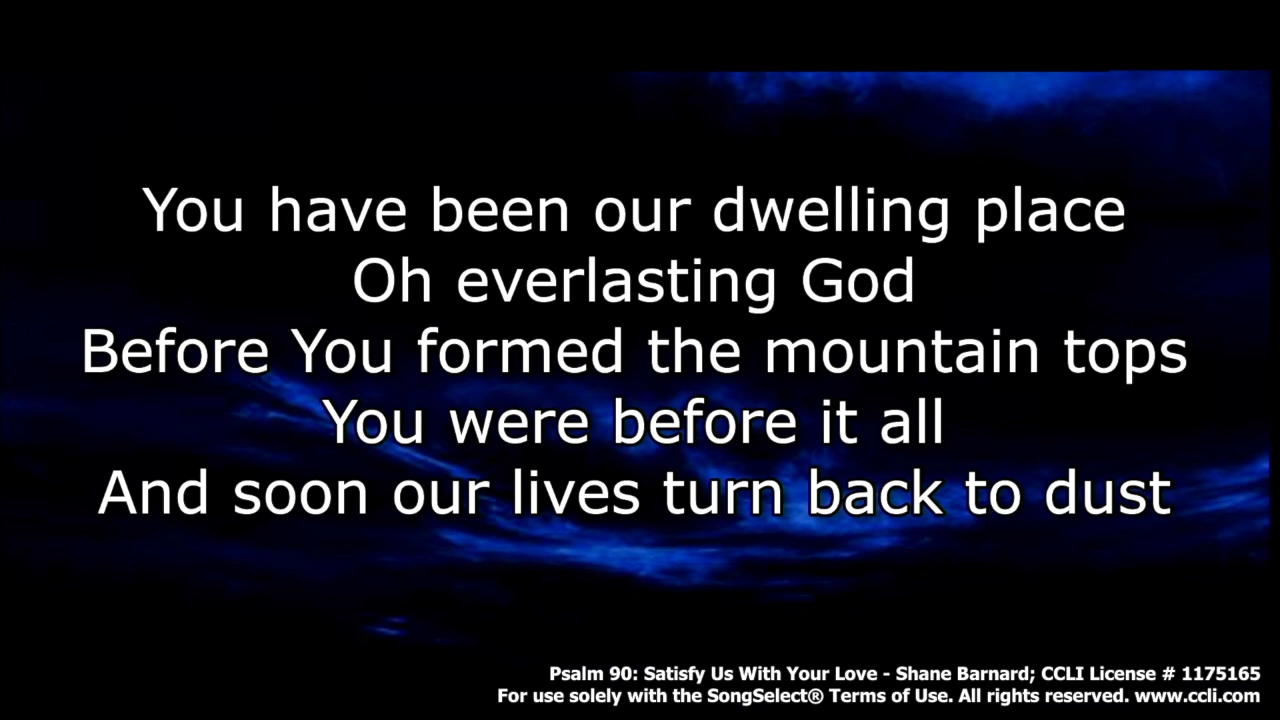 You have been our dwelling place
Oh everlasting God
Before You formed the mountain tops
You were before it all
And soon our lives turn back to dust
Psalm 90: Satisfy Us With Your Love - Shane Barnard; CCLI License # 1175165
For use solely with the SongSelect® Terms of Use. All rights reserved. www.ccli.com